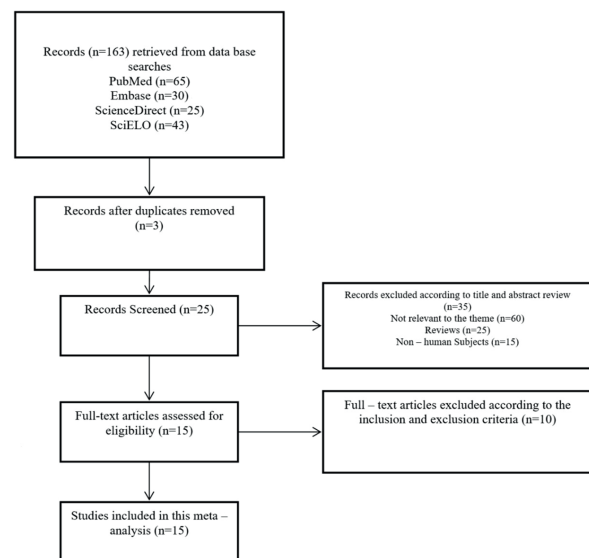 Records (n=163) retrieved from data base
searches
PubMed (n=65)
Embase (n=30)
ScienceDirect (n=25)
SciELO (n=43)
Records after duplicates removed
(n=3)
Records Screened (n=25)
Records excluded according to title and abstract review
(n=35)
Not relevant to the theme (n=60)
Reviews (n=25)
Non – human Subjects (n=15)
Full-text articles assessed for
eligibility (n=15)
Full – text articles excluded according to the
inclusion and exclusion criteria (n=10)
Studies included in this meta –
analysis (n=15)